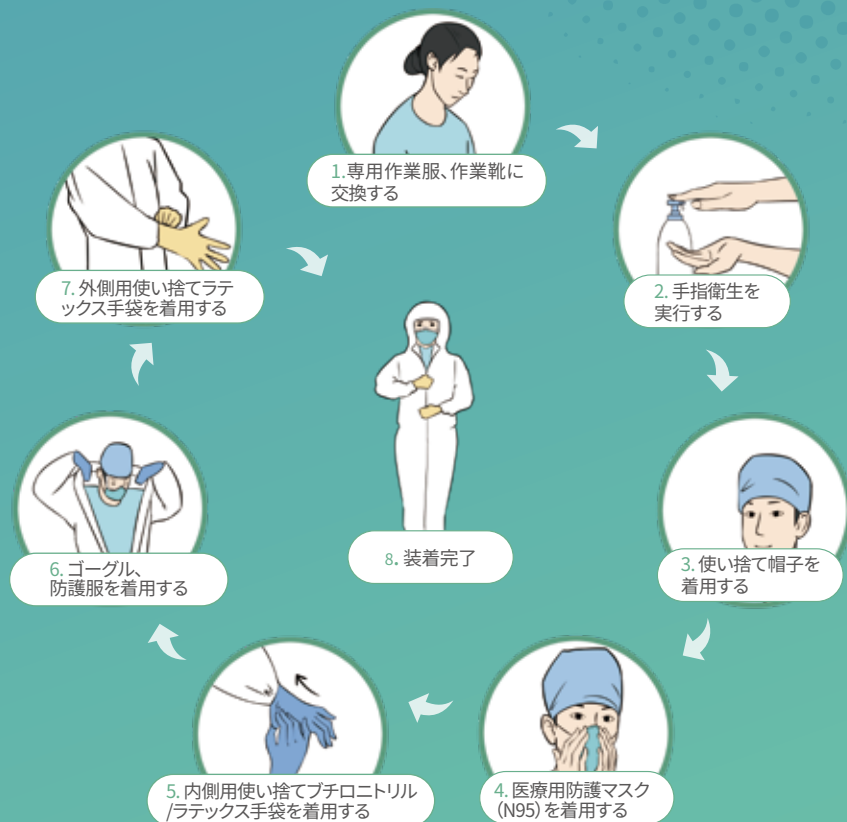 1.専用作業服、作業靴に
交換する
2. 手指衛生を
実行する
3. 使い捨て帽子を
着用する
4. 医療用防護マスク
（N95）を着用する
5. 内側用使い捨てブチロニトリル
/ラテックス手袋を着用する
6. ゴーグル、
防護服を着用する
7. 外側用使い捨てラテ
ックス手袋を着用する
8. 装着完了